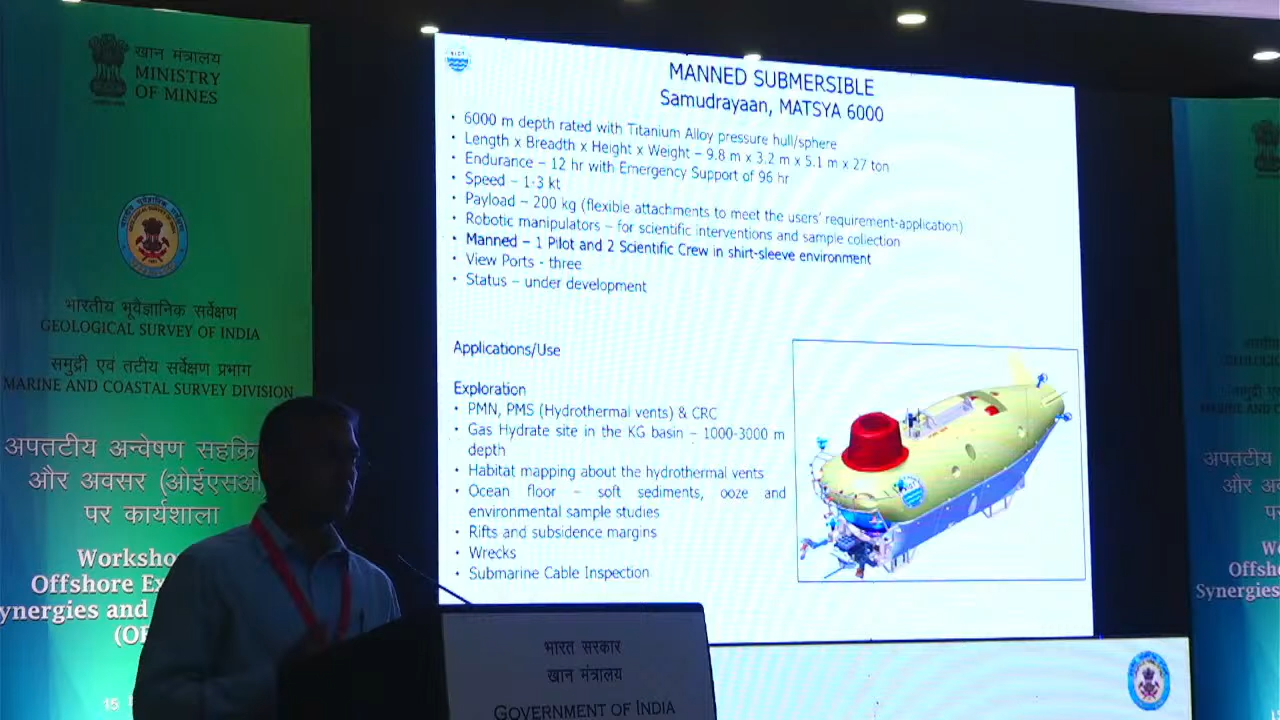 खान मंत्रालय
MINISTRY
OF MINES
भारतीय भूवैज्ञानिक सर्वेक्षण
GEOLOGICAL SURVEY OF INDIA
समुद्री एवं तटीय सर्वेक्षण प्रभाग
MARINE AND COASTAL SURVEY DIVISION
अपतटीय अन्वेषण
और अवसर
पर कार्यशाला
Offshore
Synergies and
15
NIOT
MANNED SUBMERSIBLE
Samudrayaan, MATSYA 6000
• 6000 m depth rated with Titanium Alloy pressure hull/sphere
• Length x Breadth x Height x Weight – 9.8 m x 3.2 m x 5.1 m x 27 ton
• Endurance – 12 hr with Emergency Support of 96 hr
• Speed – 1-3 kt
• Payload – 200 kg (flexible attachments to meet the users' requirement-application)
• Robotic manipulators – for scientific interventions and sample collection
• Manned – 1 Pilot and 2 Scientific Crew in shirt-sleeve environment
• View Ports - three
• Status – under development
Applications/Use
Exploration
• PMN, PMS (Hydrothermal vents) & CRC
• Gas Hydrate site in the KG basin – 1000-3000 m
depth
• Habitat mapping about the hydrothermal vents
• Ocean floor – soft sediments, ooze and
environmental sample studies
• Rifts and subsidence margins
• Wrecks
• Submarine Cable Inspection
भारत सरकार
खान मंत्रालय
GOVERNMENT OF INDIA
अपतटीय
Synergies